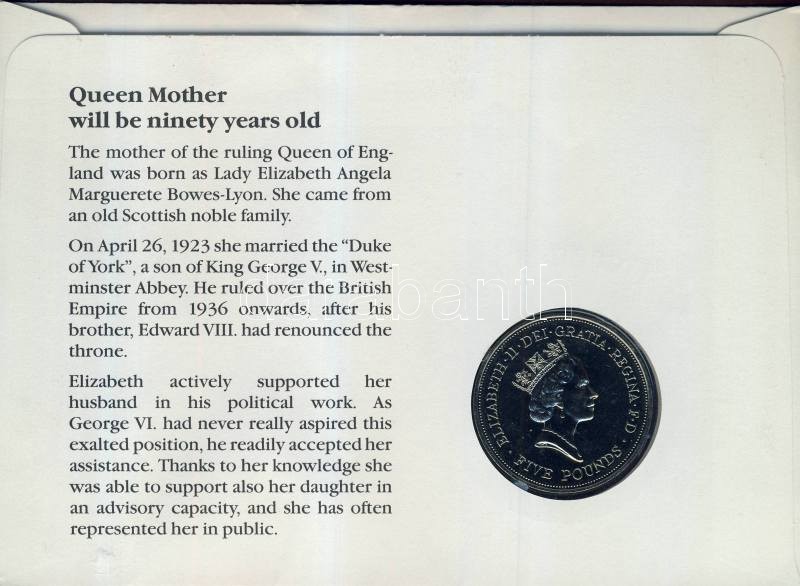 Queen Mother
will be ninety years old
The mother of the ruling Queen of Eng-
land was born as Lady Elizabeth Angela
Marguerete Bowes-Lyon. She came from
an old Scottish noble family.
On April 26, 1923 she married the “Duke
of York”, a son of King George V., in West-
minster Abbey. He ruled over the British
Empire from 1936 onwards, after his
brother, Edward VIII. had renounced the
throne.
Elizabeth actively supported her
husband in his political work. As
George VI. had never really aspired this
exalted position, he readily accepted her
assistance. Thanks to her knowledge she
was able to support also her daughter in
an advisory capacity, and she has often
represented her in public.
darabanth
· ELIZABETH · II · DEI · GRATIA · REGINA · F · D ·
FIVE POUNDS